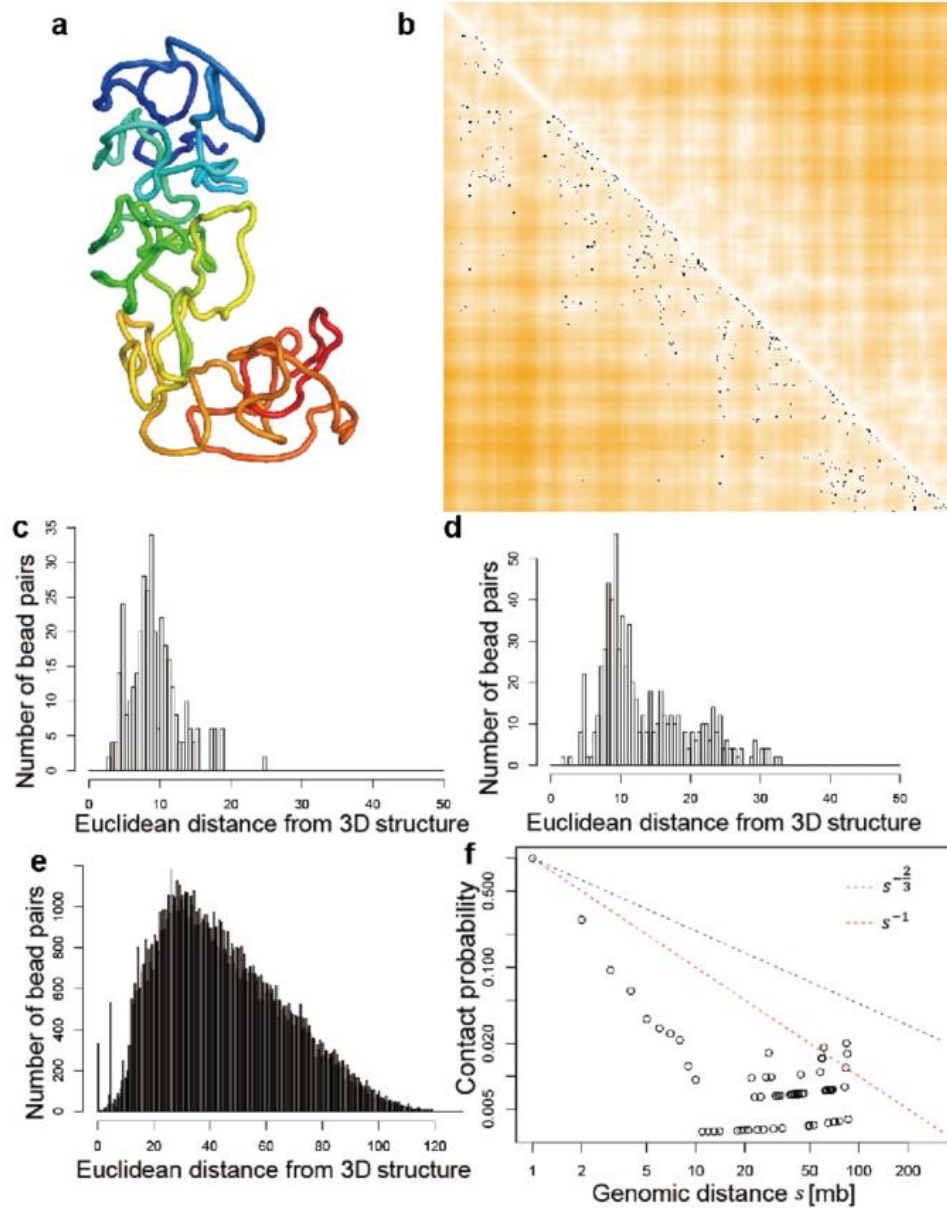 a
b
c
Number of bead pairs
35
30
25
20
15
10
5
0
0 10 20 30 40 50
Euclidean distance from 3D structure
d
Number of bead pairs
50
40
30
20
10
0
0 10 20 30 40 50
Euclidean distance from 3D structure
e
Number of bead pairs
1000
800
600
400
200
0
0 20 40 60 80 100 120
Euclidean distance from 3D structure
f
Contact probability
0.500
0.100
0.020
0.005
s^{-2/3}
s^{-1}
1 2 5 10 20 50 100 200
Genomic distance s [mb]